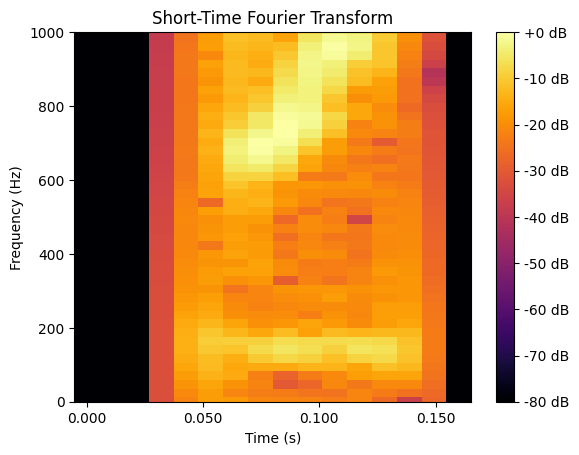 Short-Time Fourier Transform
1000
800
600
400
200
0
Frequency (Hz)
0.000
0.050
0.100
0.150
Time (s)
+0 dB
-10 dB
-20 dB
-30 dB
-40 dB
-50 dB
-60 dB
-70 dB
-80 dB